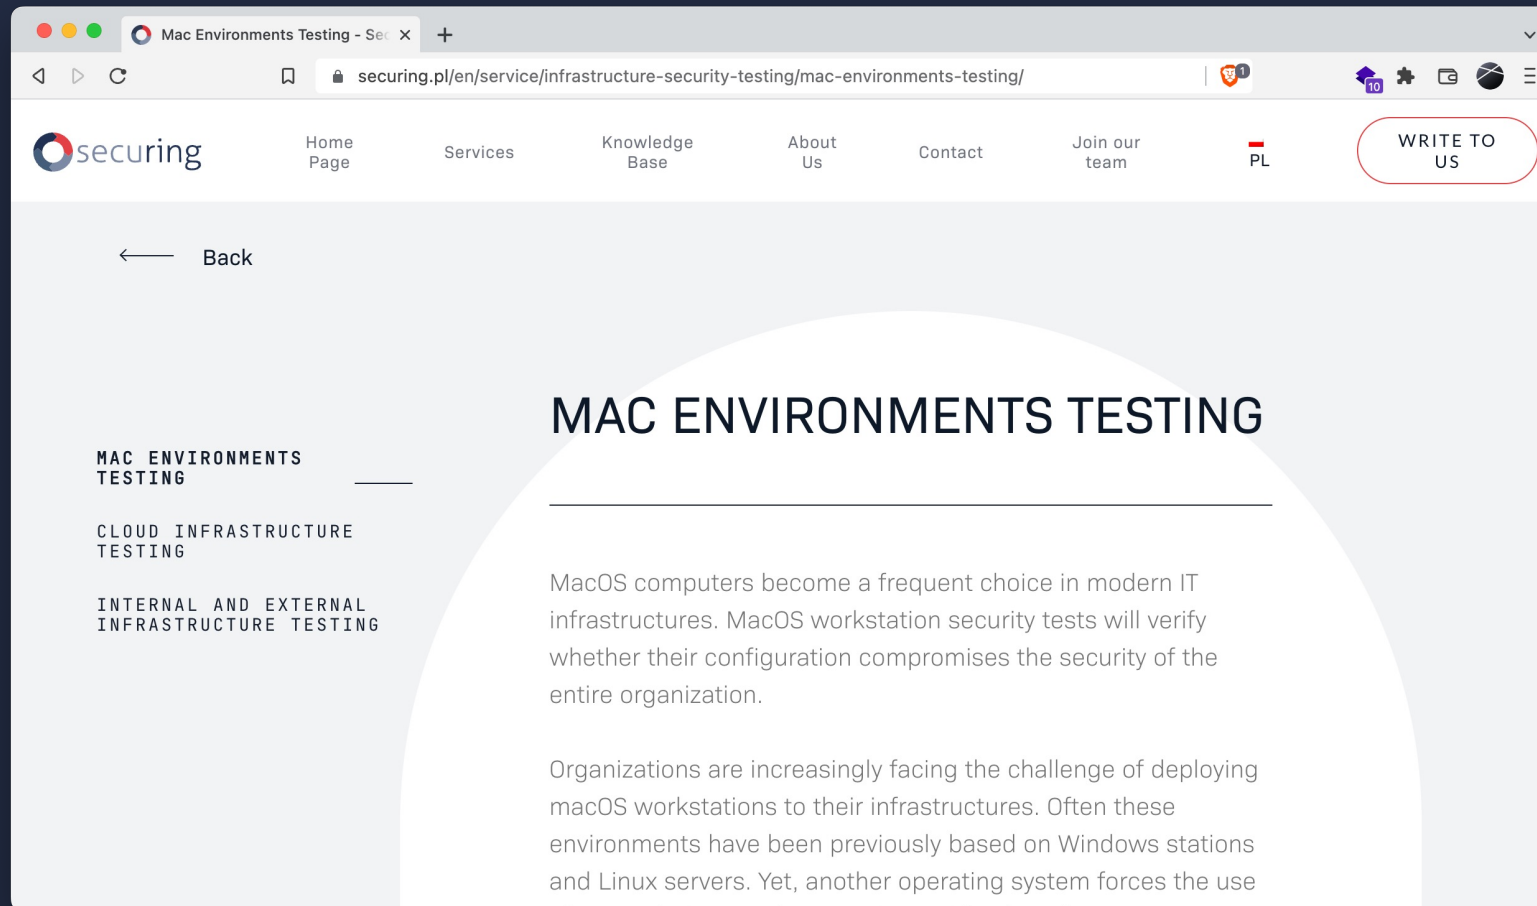 Mac Environments Testing - Sec
securing.pl/en/service/infrastructure-security-testing/mac-environments-testing/
1
10
securing
Home
Page
Services
Knowledge
Base
About
Us
Contact
Join our
team
PL
WRITE TO
US
Back
MAC ENVIRONMENTS
TESTING
CLOUD INFRASTRUCTURE
TESTING
INTERNAL AND EXTERNAL
INFRASTRUCTURE TESTING
MAC ENVIRONMENTS TESTING
MacOS computers become a frequent choice in modern IT
infrastructures. MacOS workstation security tests will verify
whether their configuration compromises the security of the
entire organization.
Organizations are increasingly facing the challenge of deploying
macOS workstations to their infrastructures. Often these
environments have been previously based on Windows stations
and Linux servers. Yet, another operating system forces the use